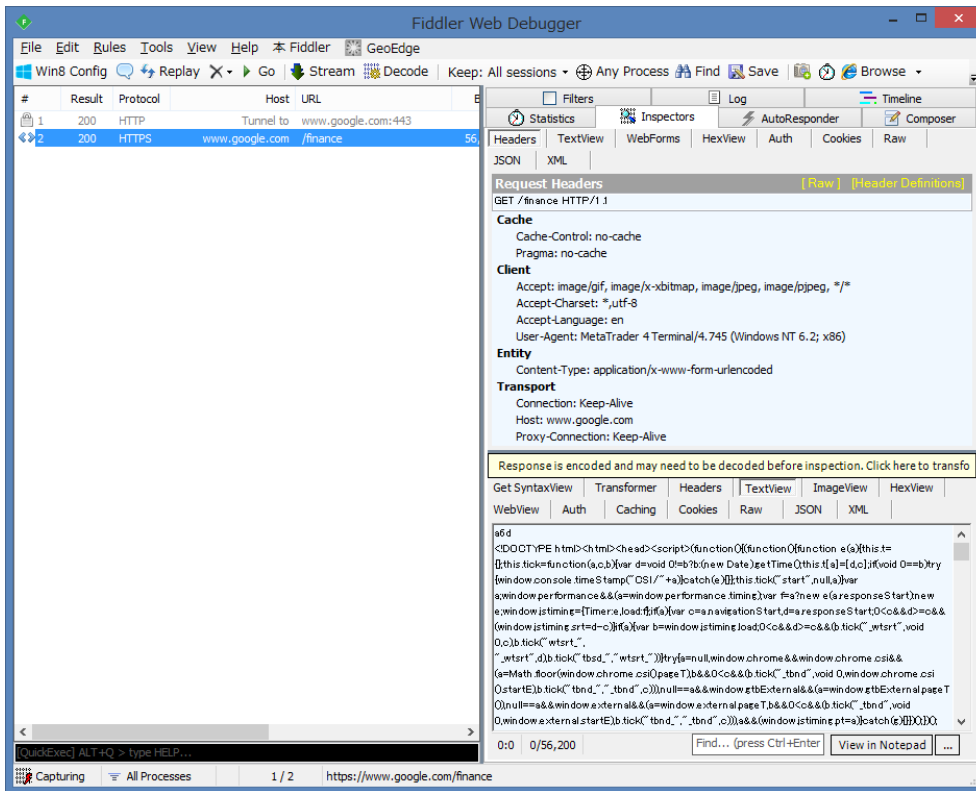 Fiddler Web Debugger
File Edit Rules Tools View Help 本 Fiddler GeoEdge
Win8 Config Replay Go Stream Decode Keep: All sessions Any Process Find Save Browse
# Result Protocol Host URL
1 200 HTTP Tunnel to www.google.com:443
2 200 HTTPS www.google.com /finance 56,
Filters Log Timeline
Statistics Inspectors AutoResponder Composer
Headers TextView WebForms HexView Auth Cookies Raw
JSON XML
Request Headers [ Raw ] [Header Definitions]
GET /finance HTTP/1.1
Cache
Cache-Control: no-cache
Pragma: no-cache
Client
Accept: image/gif, image/x-xbitmap, image/jpeg, image/pjpeg, */*
Accept-Charset: *,utf-8
Accept-Language: en
User-Agent: MetaTrader 4 Terminal/4.745 (Windows NT 6.2; x86)
Entity
Content-Type: application/x-www-form-urlencoded
Transport
Connection: Keep-Alive
Host: www.google.com
Proxy-Connection: Keep-Alive
Response is encoded and may need to be decoded before inspection. Click here to transfo
Get SyntaxView Transformer Headers TextView ImageView HexView
WebView Auth Caching Cookies Raw JSON XML
a6d
<!DOCTYPE html><html><head><script>(function(){(function(){function e(a){this.t=
{};this.tick=function(a,c,b){var d=void 0!=b?b:(new Date).getTime();this.t[a]=[d,c];if(void 0==b)try
{window.console.timeStamp("CSI/"+a)}catch(e){}};this.tick("start",null,a)}var
a;window.performance&&(a=window.performance.timing);var f=a?new e(a.responseStart):new
e;window.jstiming={Timer:e,load:f};if(a){var c=a.navigationStart,d=a.responseStart;0<c&&d>=c&&
(window.jstiming.srt=d-c)}if(a){var b=window.jstiming.load;0<c&&d>=c&&(b.tick("_wtsrt",void
0,c),b.tick("wtsrt_",
"_wtsrt",d),b.tick("tbsd_","wtsrt_"))}try{a=null,window.chrome&&window.chrome.csi&&
(a=Math.floor(window.chrome.csi().pageT),b&&0<c&&(b.tick("_tbnd",void 0,window.chrome.csi
().startE),b.tick("tbnd_","_tbnd",c))),null==a&&window.gtbExternal&&(a=window.gtbExternal.pageT
()),null==a&&window.external&&(a=window.external.pageT,b&&0<c&&(b.tick("_tbnd",void
0,window.external.startE),b.tick("tbnd_","_tbnd",c))),a&&(window.jstiming.pt=a)}catch(g){}})();})();
0:0 0/56,200 Find... (press Ctrl+Enter View in Notepad ...
[QuickExec] ALT+Q > type HELP...
Capturing All Processes 1 / 2 https://www.google.com/finance